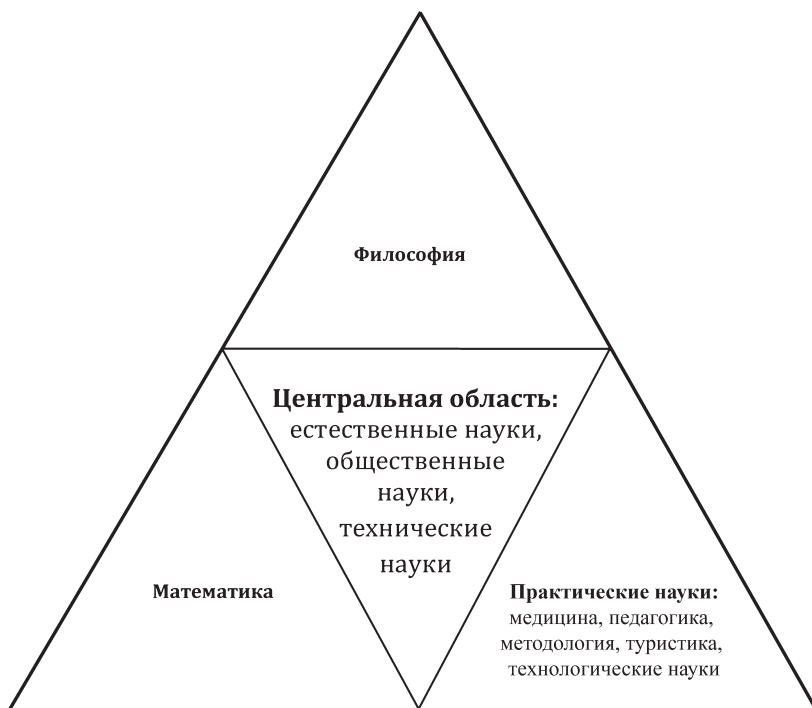 Философия
Центральная область:
естественные науки,
общественные
науки,
технические
науки
Математика
Практические науки:
медицина, педагогика,
методология, туристика,
технологические науки